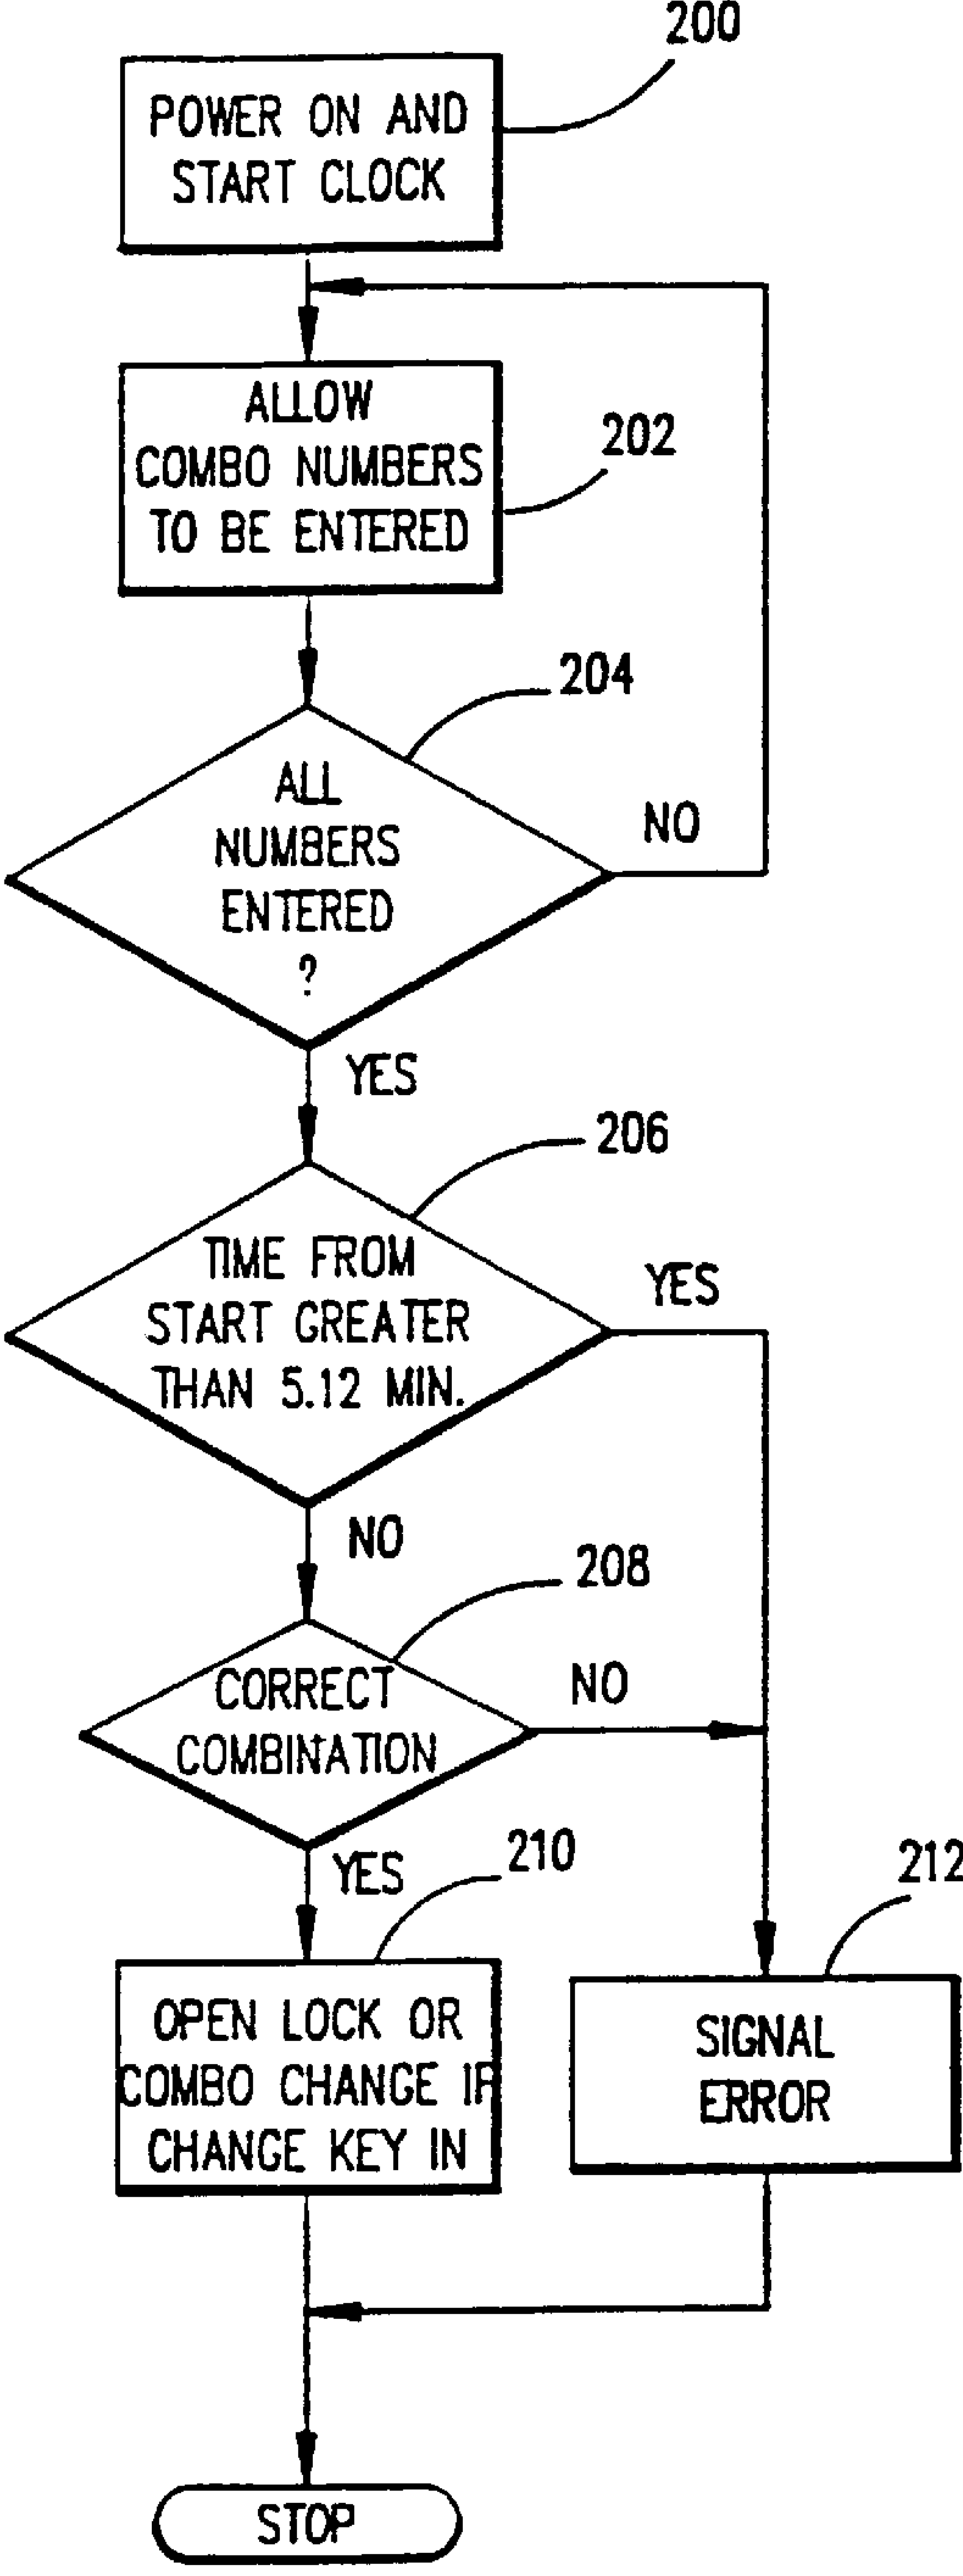 200
POWER ON AND
START CLOCK
ALLOW
COMBO NUMBERS
TO BE ENTERED
202
204
ALL
NUMBERS
ENTERED
?
NO
YES
206
TIME FROM
START GREATER
THAN 5.12 MIN.
YES
NO
208
CORRECT
COMBINATION
NO
YES
210
212
OPEN LOCK OR
COMBO CHANGE IF
CHANGE KEY IN
SIGNAL
ERROR
STOP